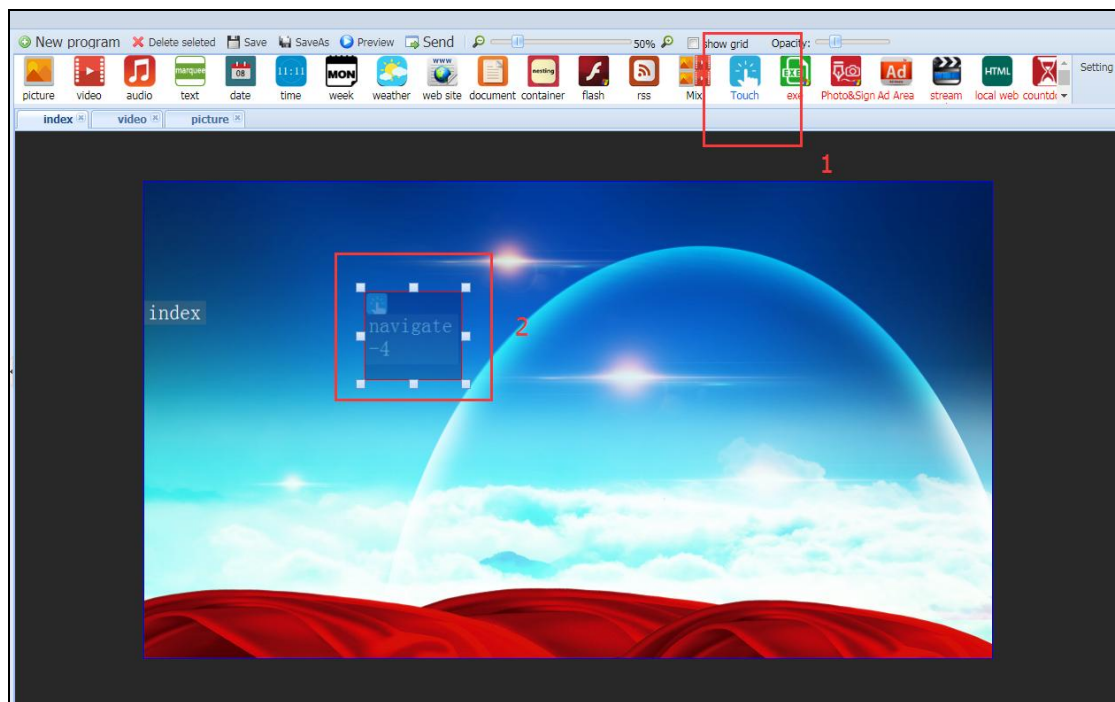 New program Delete seleted Save SaveAs Preview Send 50% show grid Opacity:
marquee 08 11:11 MON www nesting EXE Ad HTML
picture video audio text date time week weather web site document container flash rss Mix Touch exe Photo&Sign Ad Area stream local web countdo Setting
index video picture
1
index
navigate
-4
2